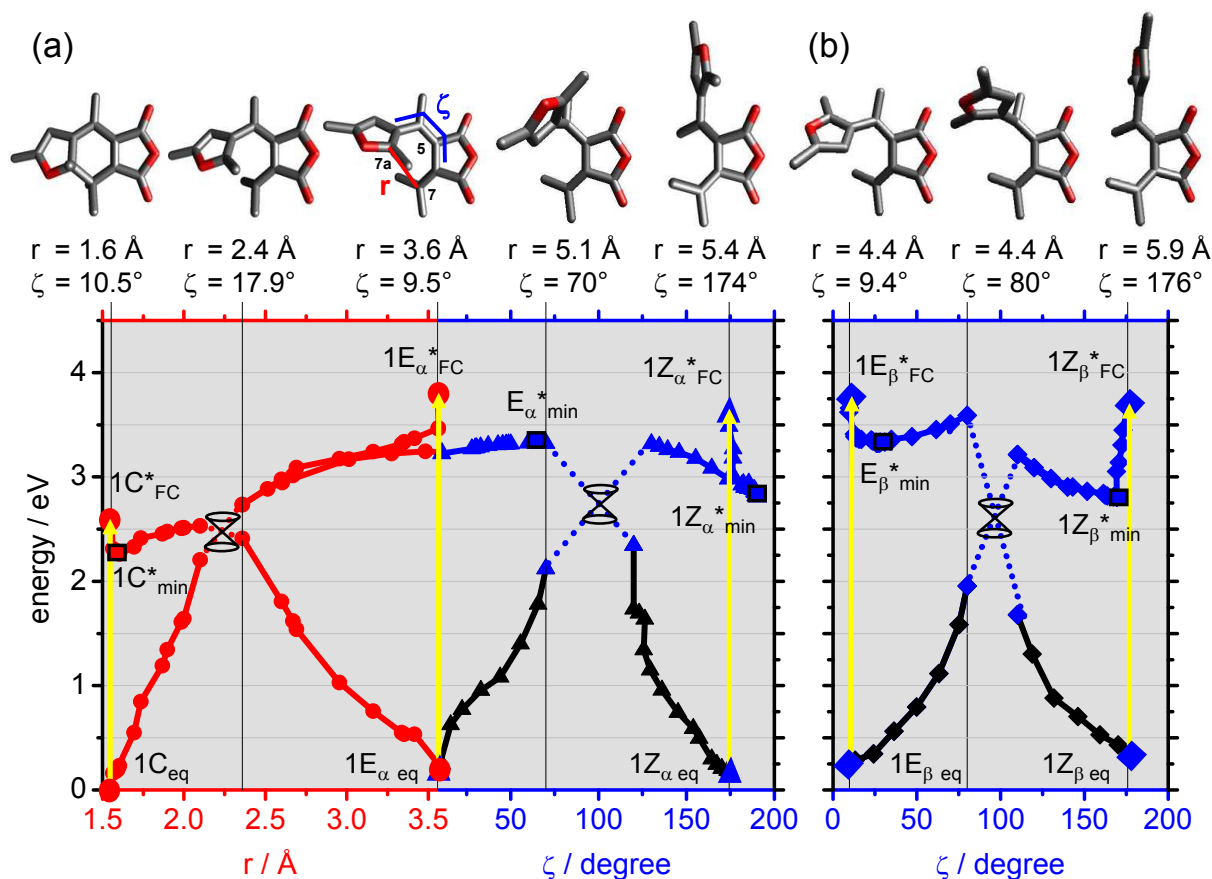 (a)
(b)
ζ
5
7a
7
r
r = 1.6 Å
ζ = 10.5°
r = 2.4 Å
ζ = 17.9°
r = 3.6 Å
ζ = 9.5°
r = 5.1 Å
ζ = 70°
r = 5.4 Å
ζ = 174°
r = 4.4 Å
ζ = 9.4°
r = 4.4 Å
ζ = 80°
r = 5.9 Å
ζ = 176°
energy / eV
4
3
2
1
0
1C*FC
1C*min
1Ceq
1Eα*FC
1Eα eq
Eα*min
1Zα*FC
1Zα*min
1Zα eq
1Eβ*FC
Eβ*min
1Eβ eq
1Zβ*FC
1Zβ*min
1Zβ eq
1.5 2.0 2.5 3.0 3.5 50 100 150 200
0 50 100 150 200
r / Å
ζ / degree
ζ / degree